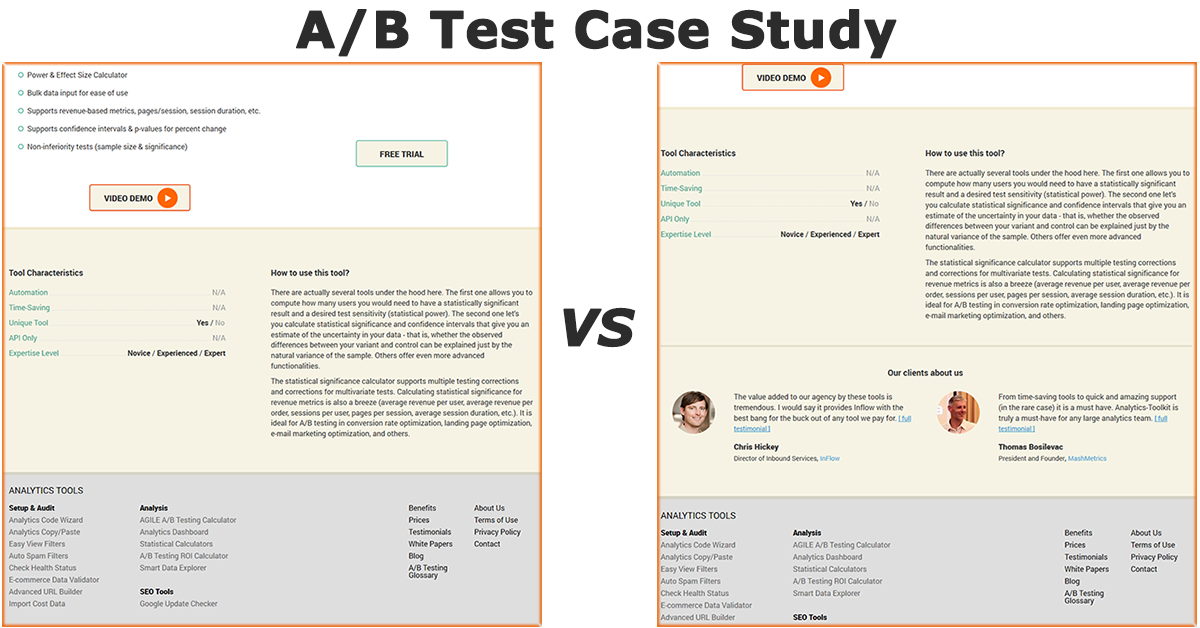 A/B Test Case Study
Power & Effect Size Calculator
Bulk data input for ease of use
Supports revenue-based metrics, pages/session, session duration, etc.
Supports confidence intervals & p-values for percent change
Non-inferiority tests (sample size & significance)
FREE TRIAL
VIDEO DEMO
Tool Characteristics
Automation N/A
Time-Saving N/A
Unique Tool Yes / No
API Only N/A
Expertise Level Novice / Experienced / Expert
How to use this tool?
There are actually several tools under the hood here. The first one allows you to
compute how many users you would need to have a statistically significant
result and a desired test sensitivity (statistical power). The second one let's
you calculate statistical significance and confidence intervals that give you an
estimate of the uncertainty in your data - that is, whether the observed
differences between your variant and control can be explained just by the
natural variance of the sample. Others offer even more advanced
functionalities.
The statistical significance calculator supports multiple testing corrections
and corrections for multivariate tests. Calculating statistical significance for
revenue metrics is also a breeze (average revenue per user, average revenue per
order, sessions per user, pages per session, average session duration, etc.). It is
ideal for A/B testing in conversion rate optimization, landing page optimization,
e-mail marketing optimization, and others.
ANALYTICS TOOLS
Setup & Audit
Analytics Code Wizard
Analytics Copy/Paste
Easy View Filters
Auto Spam Filters
Check Health Status
E-commerce Data Validator
Advanced URL Builder
Import Cost Data
Analysis
AGILE A/B Testing Calculator
Analytics Dashboard
Statistical Calculators
A/B Testing ROI Calculator
Smart Data Explorer
SEO Tools
Google Update Checker
Benefits
Prices
Testimonials
White Papers
Blog
A/B Testing
Glossary
About Us
Terms of Use
Privacy Policy
Contact
VS
VIDEO DEMO
Tool Characteristics
Automation N/A
Time-Saving N/A
Unique Tool Yes / No
API Only N/A
Expertise Level Novice / Experienced / Expert
How to use this tool?
There are actually several tools under the hood here. The first one allows you to
compute how many users you would need to have a statistically significant
result and a desired test sensitivity (statistical power). The second one let's
you calculate statistical significance and confidence intervals that give you an
estimate of the uncertainty in your data - that is, whether the observed
differences between your variant and control can be explained just by the
natural variance of the sample. Others offer even more advanced
functionalities.
The statistical significance calculator supports multiple testing corrections
and corrections for multivariate tests. Calculating statistical significance for
revenue metrics is also a breeze (average revenue per user, average revenue per
order, sessions per user, pages per session, average session duration, etc.). It is
ideal for A/B testing in conversion rate optimization, landing page optimization,
e-mail marketing optimization, and others.
Our clients about us
The value added to our agency by these tools is
tremendous. I would say it provides Inflow with the
best bang for the buck out of any tool we pay for. [ full
testimonial ]
Chris Hickey
Director of Inbound Services, InFlow
From time-saving tools to quick and amazing support
(in the rare case) it is a must have. Analytics-Toolkit is
truly a must-have for any large analytics team. [ full
testimonial ]
Thomas Bosilevac
President and Founder, MashMetrics
ANALYTICS TOOLS
Setup & Audit
Analytics Code Wizard
Analytics Copy/Paste
Easy View Filters
Auto Spam Filters
Check Health Status
E-commerce Data Validator
Advanced URL Builder
Analysis
AGILE A/B Testing Calculator
Analytics Dashboard
Statistical Calculators
A/B Testing ROI Calculator
Smart Data Explorer
SEO Tools
Benefits
Prices
Testimonials
White Papers
Blog
A/B Testing
Glossary
About Us
Terms of Use
Privacy Policy
Contact